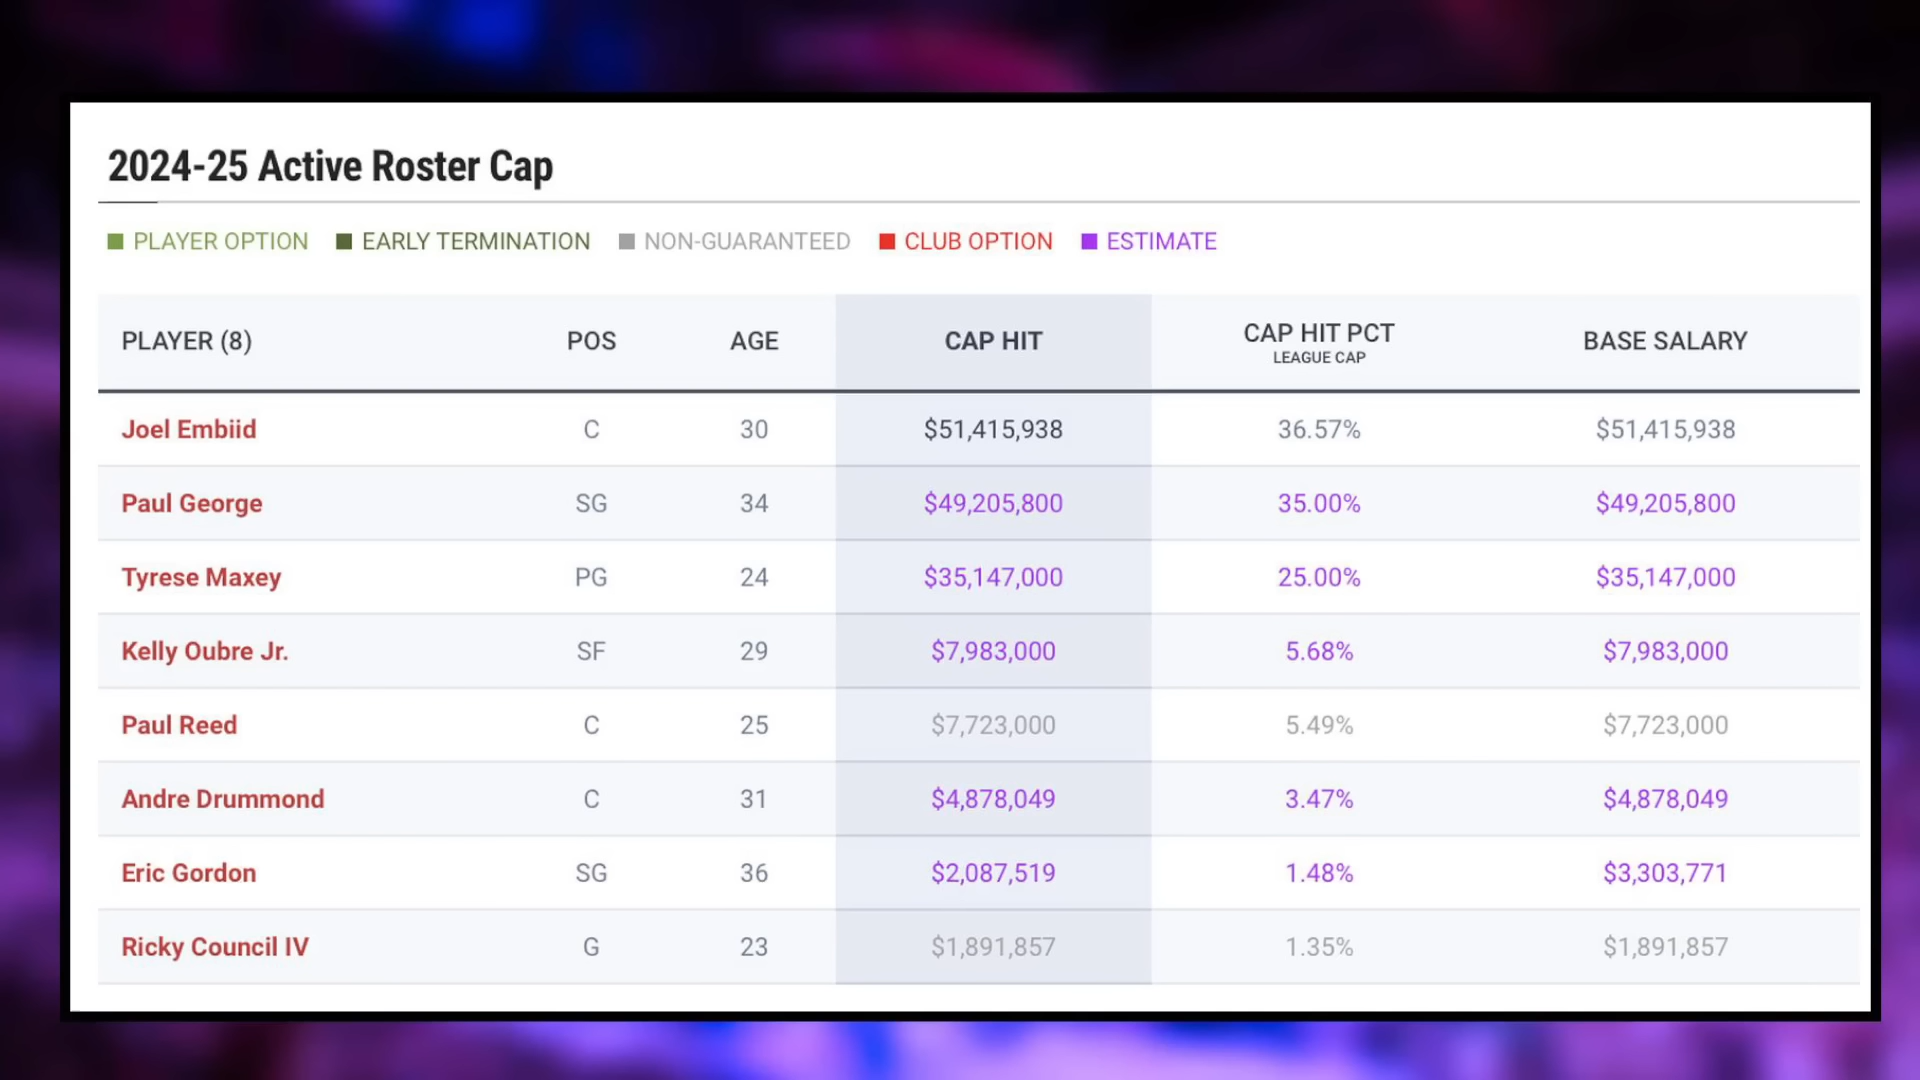 2024-25 Active Roster Cap
PLAYER OPTION EARLY TERMINATION NON-GUARANTEED CLUB OPTION ESTIMATE
PLAYER (8) POS AGE CAP HIT CAP HIT PCT BASE SALARY
LEAGUE CAP
Joel Embiid C 30 $51,415,938 36.57% $51,415,938
Paul George SG 34 $49,205,800 35.00% $49,205,800
Tyrese Maxey PG 24 $35,147,000 25.00% $35,147,000
Kelly Oubre Jr. SF 29 $7,983,000 5.68% $7,983,000
Paul Reed C 25 $7,723,000 5.49% $7,723,000
Andre Drummond C 31 $4,878,049 3.47% $4,878,049
Eric Gordon SG 36 $2,087,519 1.48% $3,303,771
Ricky Council IV G 23 $1,891,857 1.35% $1,891,857